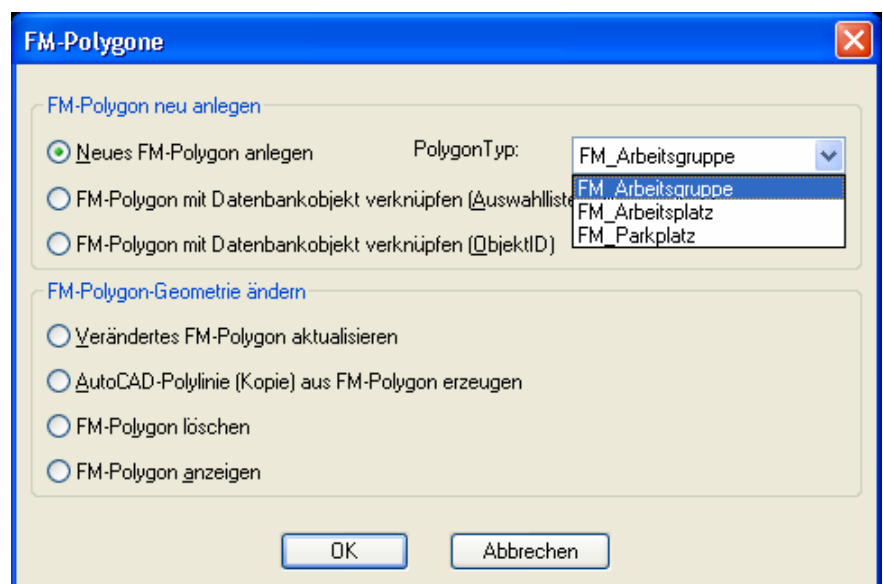 FM-Polygone
FM-Polygon neu anlegen
Neues FM-Polygon anlegen PolygonTyp: FM_Arbeitsgruppe
FM_Arbeitsgruppe
FM-Polygon mit Datenbankobjekt verknüpfen (Auswahlliste
FM_Arbeitsplatz
FM_Parkplatz
FM-Polygon mit Datenbankobjekt verknüpfen (ObjektID)
FM-Polygon-Geometrie ändern
Verändertes FM-Polygon aktualisieren
AutoCAD-Polylinie (Kopie) aus FM-Polygon erzeugen
FM-Polygon löschen
FM-Polygon anzeigen
OK Abbrechen